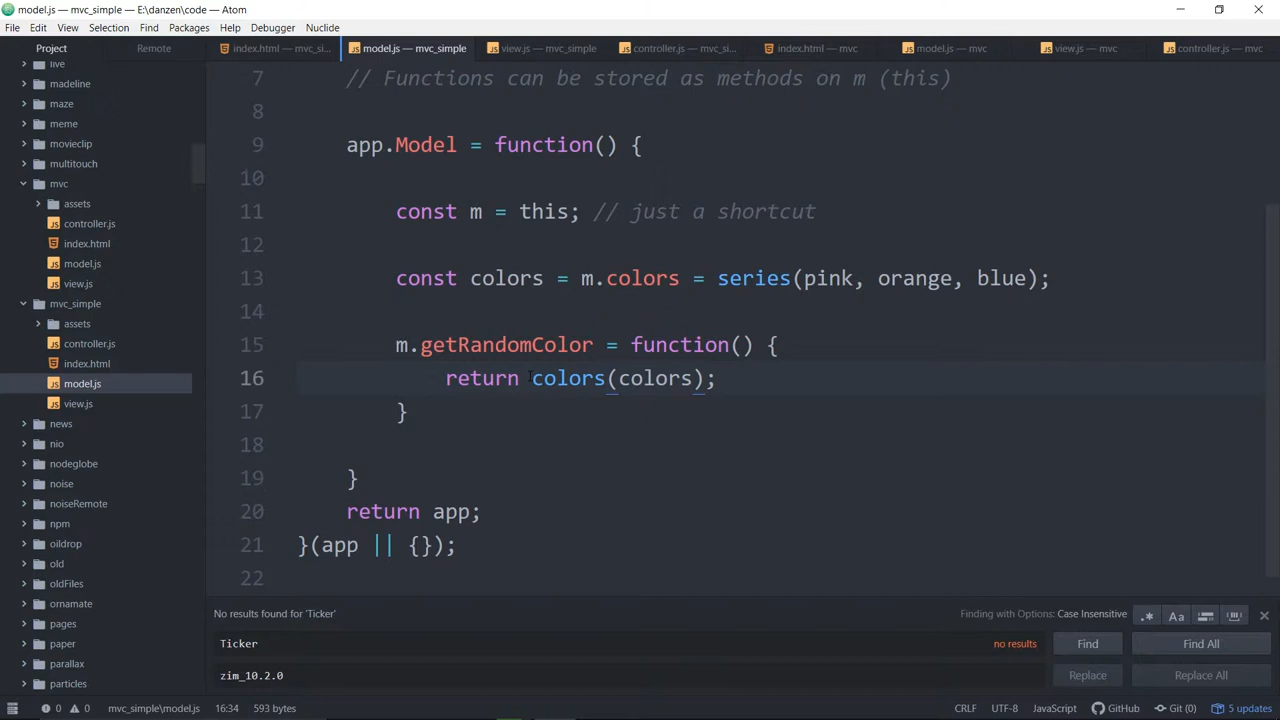 model.js — mvc_simple — E:\danzen\code — Atom
File Edit View Selection Find Packages Help Debugger Nuclide
Project Remote
index.html — mvc_si... model.js — mvc_simple view.js — mvc_simple controller.js — mvc_si... index.html — mvc model.js — mvc view.js — mvc controller.js — mvc
live
madeline
maze
meme
movieclip
multitouch
mvc
assets
controller.js
index.html
model.js
view.js
mvc_simple
assets
controller.js
index.html
model.js
view.js
news
nio
nodeglobe
noise
noiseRemote
npm
oildrop
old
oldFiles
ornamate
pages
paper
parallax
particles
7 // Functions can be stored as methods on m (this)
8
9 app.Model = function() {
10
11 const m = this; // just a shortcut
12
13 const colors = m.colors = series(pink, orange, blue);
14
15 m.getRandomColor = function() {
16 return colors(colors);
17 }
18
19 }
20 return app;
21 }(app || {});
22
No results found for 'Ticker' Finding with Options: Case Insensitive .* Aa
Ticker no results Find Find All
zim_10.2.0 Replace Replace All
0 0 mvc_simple\model.js 16:34 593 bytes CRLF UTF-8 JavaScript GitHub Git (0) 5 updates